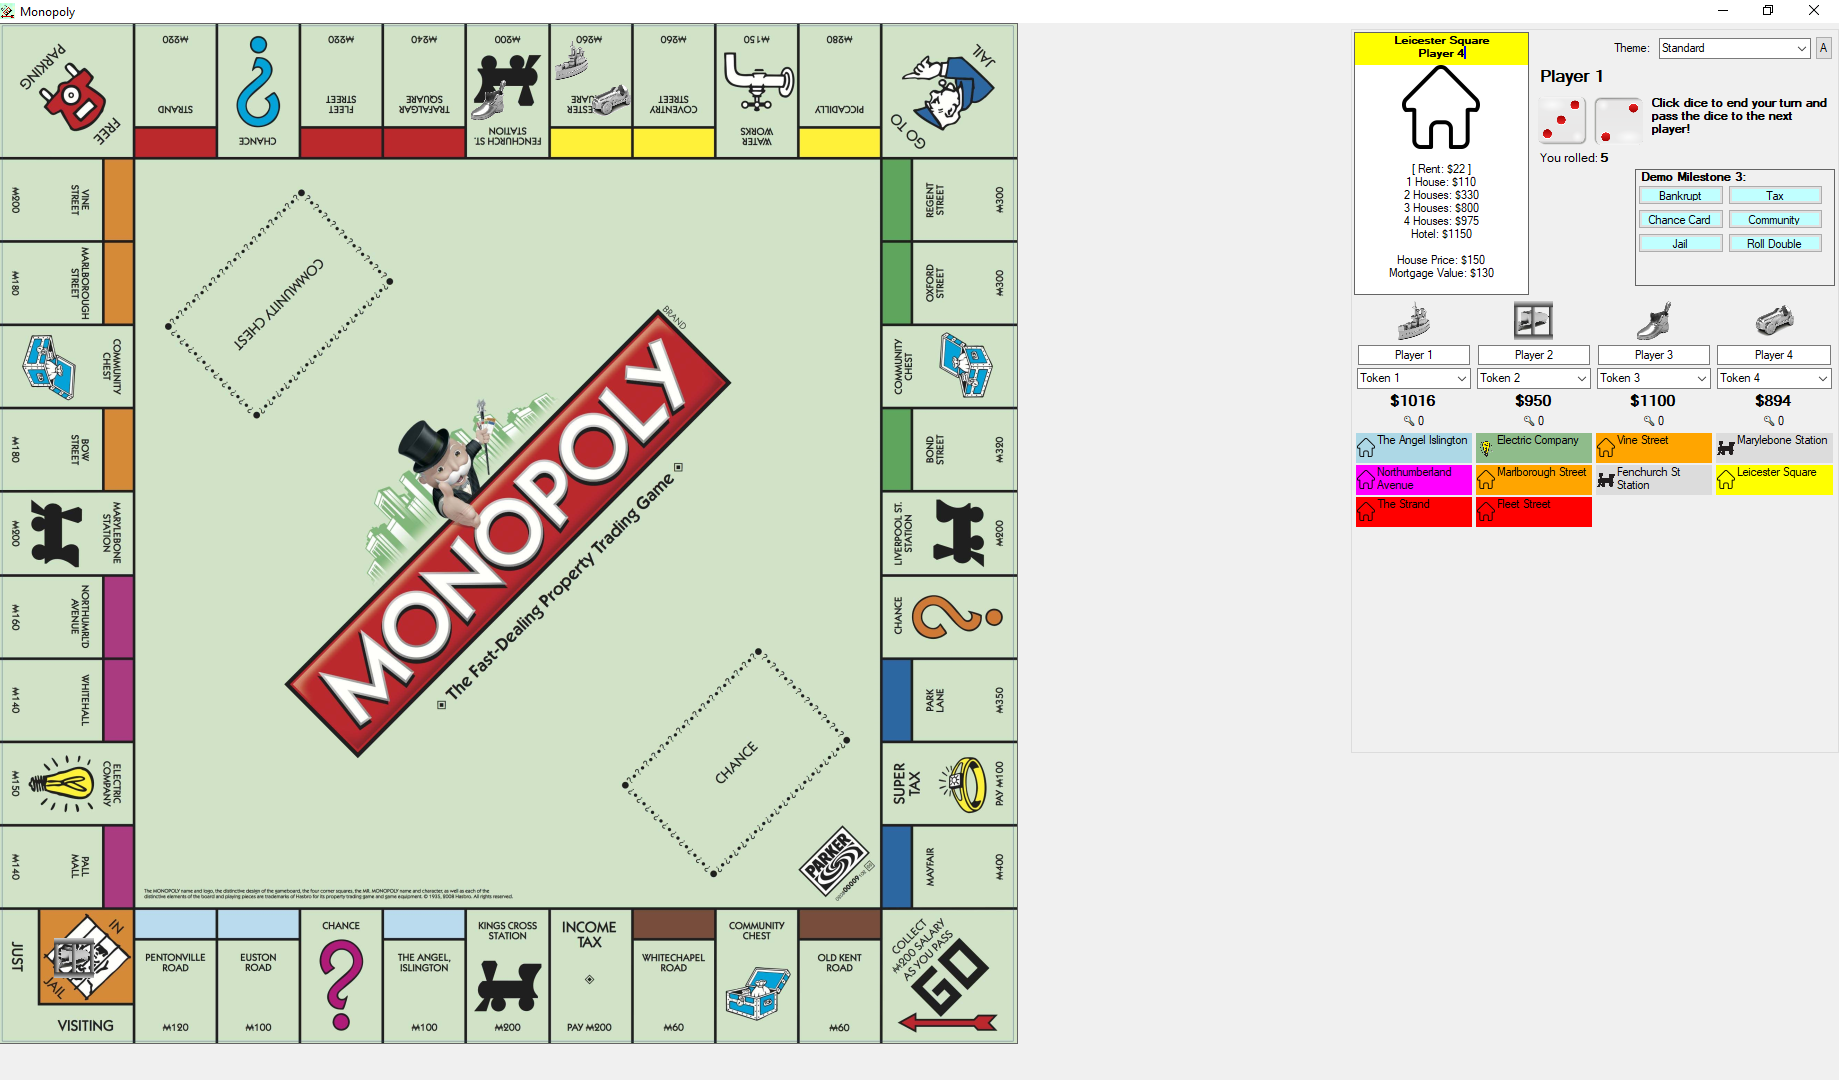 Monopoly
FREE
PARKING
₩220
STRAND
CHANCE
₩220
FLEET
STREET
₩240
TRAFALGAR
SQUARE
₩200
FENCHURCH ST.
STATION
₩260
₩260
COVENTRY
STREET
₩150
WATER
WORKS
₩280
PICCADILLY
GO TO
JAIL
₩200
VINE
STREET
₩180
MARLBOROUGH
STREET
COMMUNITY
CHEST
₩180
BOW
STREET
₩200
MARYLEBONE
STATION
₩160
NORTHUMRL'D
AVENUE
₩140
WHITEHALL
₩150
ELECTRIC
COMPANY
₩140
PALL
MALL
COMMUNITY CHEST
BRAND
MONOPOLY
The Fast-Dealing Property Trading Game
CHANCE
PARKER
The MONOPOLY name and logo, the distinctive design of the gameboard, the four corner squares, the MR. MONOPOLY name and character, as well as each of the
distinctive elements of the board and playing pieces are trademarks of Hasbro for its property trading game and game equipment. © 1935, 2008 Hasbro. All rights reserved.
REGENT
STREET
₩300
OXFORD
STREET
₩300
COMMUNITY
CHEST
BOND
STREET
₩320
LIVERPOOL ST.
STATION
₩200
CHANCE
PARK
LANE
₩350
SUPER
TAX
PAY ₩100
MAYFAIR
₩400
JUST
VISITING
IN
JAIL
PENTONVILLE
ROAD
₩120
EUSTON
ROAD
₩100
CHANCE
THE ANGEL,
ISLINGTON
₩100
KINGS CROSS
STATION
₩200
INCOME
TAX
PAY ₩200
WHITECHAPEL
ROAD
₩60
COMMUNITY
CHEST
OLD KENT
ROAD
₩60
COLLECT
₩200 SALARY
AS YOU PASS
GO
Leicester Square
Player 4
[ Rent: $22 ]
1 House: $110
2 Houses: $330
3 Houses: $800
4 Houses: $975
Hotel: $1150
House Price: $150
Mortgage Value: $130
Theme: Standard A
Player 1
Click dice to end your turn and
pass the dice to the next
player!
You rolled: 5
Demo Milestone 3:
Bankrupt Tax
Chance Card Community
Jail Roll Double
Player 1 Player 2 Player 3 Player 4
Token 1 Token 2 Token 3 Token 4
$1016 $950 $1100 $894
0 0 0 0
The Angel Islington Electric Company Vine Street Marylebone Station
Northumberland
Avenue
Marlborough Street
Fenchurch St
Station
Leicester Square
The Strand Fleet Street